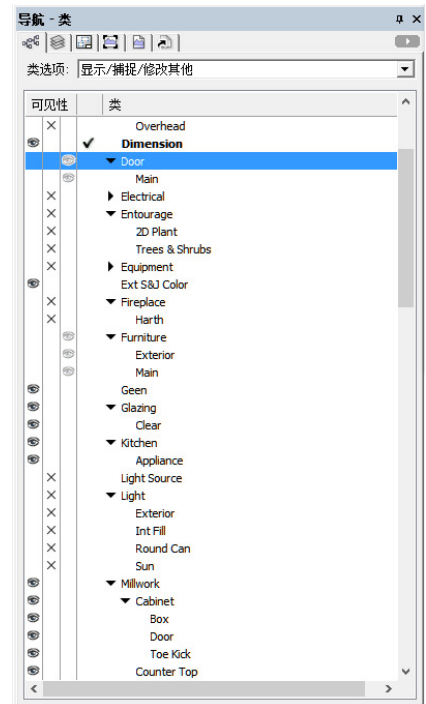 导航 - 类
类选项: 显示/捕捉/修改其他
可见性 类
Overhead
Dimension
Door
Main
Electrical
Entourage
2D Plant
Trees & Shrubs
Equipment
Ext S&J Color
Fireplace
Harth
Furniture
Exterior
Main
Geen
Glazing
Clear
Kitchen
Appliance
Light Source
Light
Exterior
Int Fill
Round Can
Sun
Millwork
Cabinet
Box
Door
Toe Kick
Counter Top